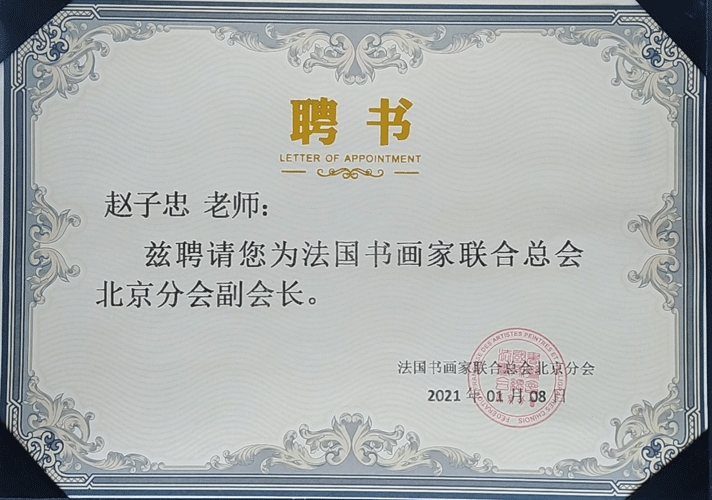 聘书
LETTER OF APPOINTMENT
赵子忠 老师:
兹聘请您为法国书画家联合总会
北京分会副会长。
法国书画家联合总会北京分会
2021 年 01 月 08 日